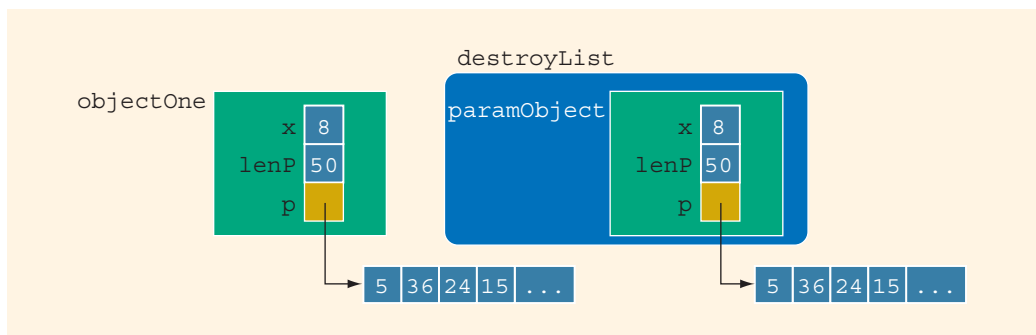 destroyList
objectOne
paramObject
x 8
x 8
lenP 50
lenP 50
p
p
5 36 24 15 ...
5 36 24 15 ...